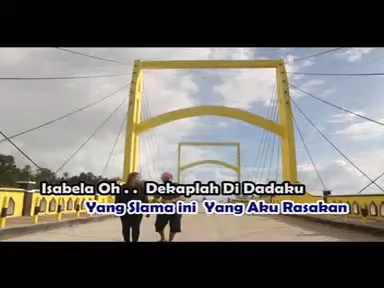 Isabela Oh . .  Dekaplah Di Dadaku
Yang Slama ini  Yang Aku Rasakan